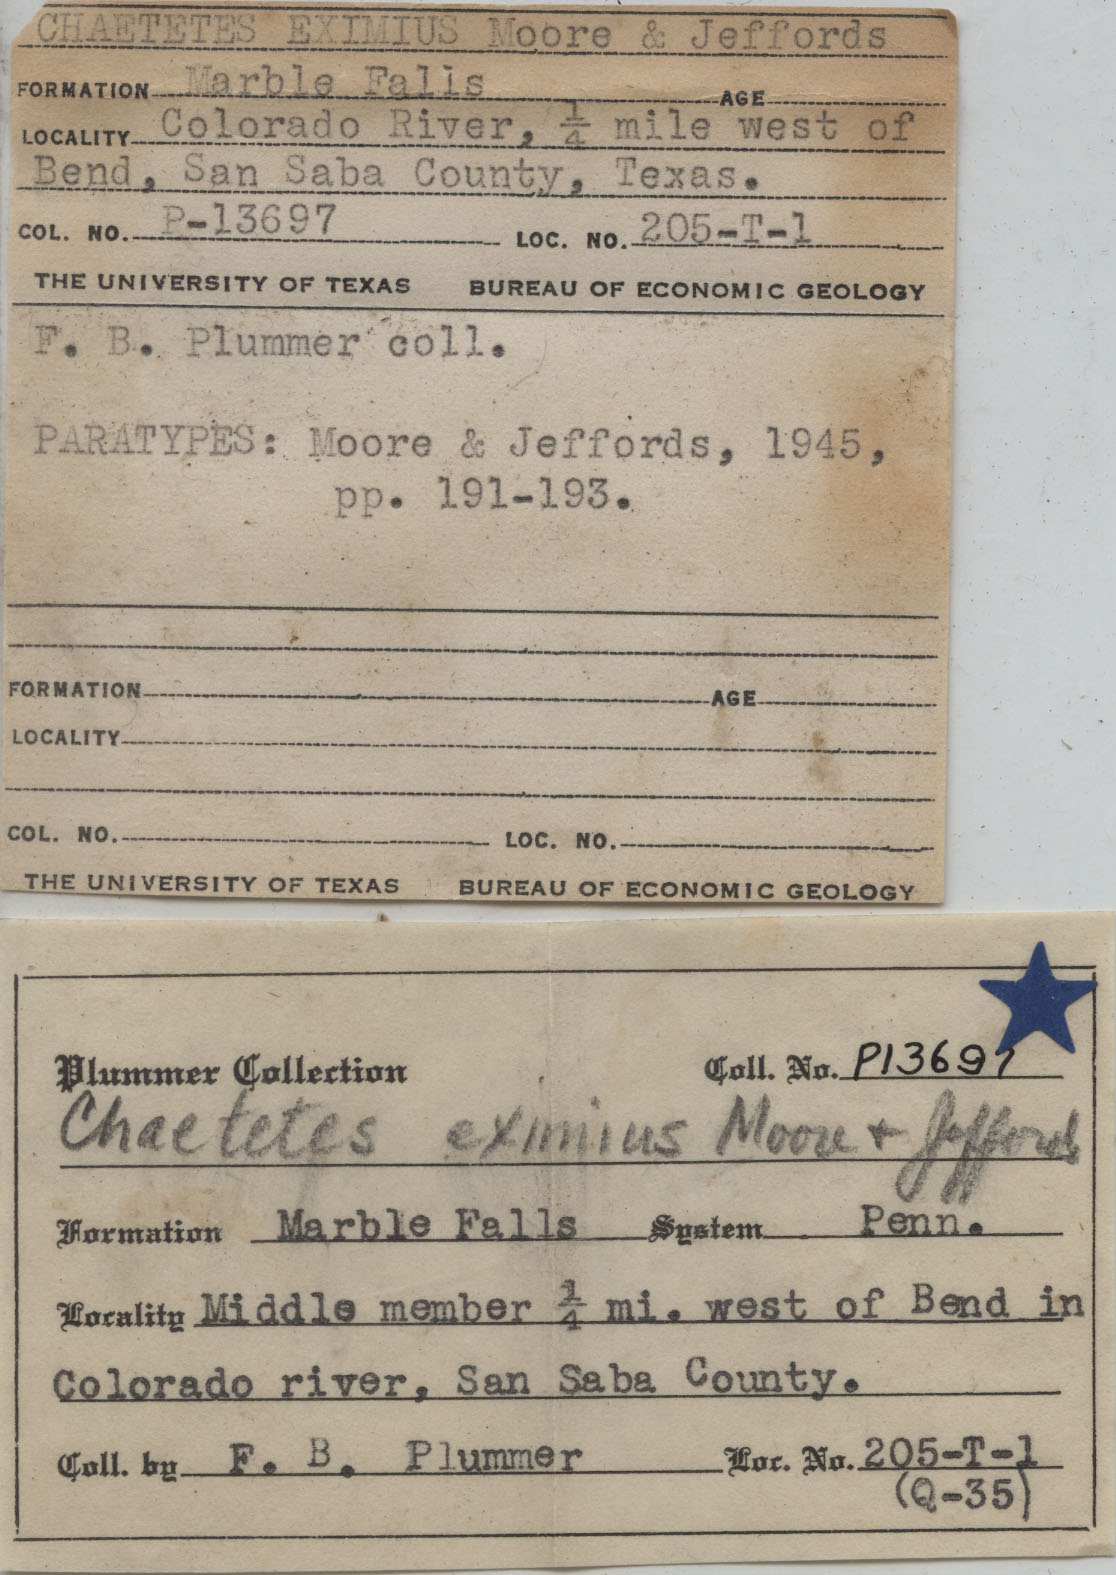 CHAETETES EXIMIUS Moore & Jeffords
FORMATION Marble Falls AGE
LOCALITY Colorado River, 1/4 mile west of
Bend, San Saba County, Texas.
COL. NO. P-13697 LOC. NO. 205-T-1
THE UNIVERSITY OF TEXAS BUREAU OF ECONOMIC GEOLOGY
F. B. Plummer coll.
PARATYPES: Moore & Jeffords, 1945,
pp. 191-193.
FORMATION AGE
LOCALITY
COL. NO. LOC. NO.
THE UNIVERSITY OF TEXAS BUREAU OF ECONOMIC GEOLOGY
Plummer Collection Coll. No. P13697
Chaetetes eximius Moore + Jeffords
Formation Marble Falls System Penn.
Locality Middle member 1/4 mi. west of Bend in
Colorado river, San Saba County.
Coll. by F. B. Plummer Loc. No. 205-T-1
(Q-35)